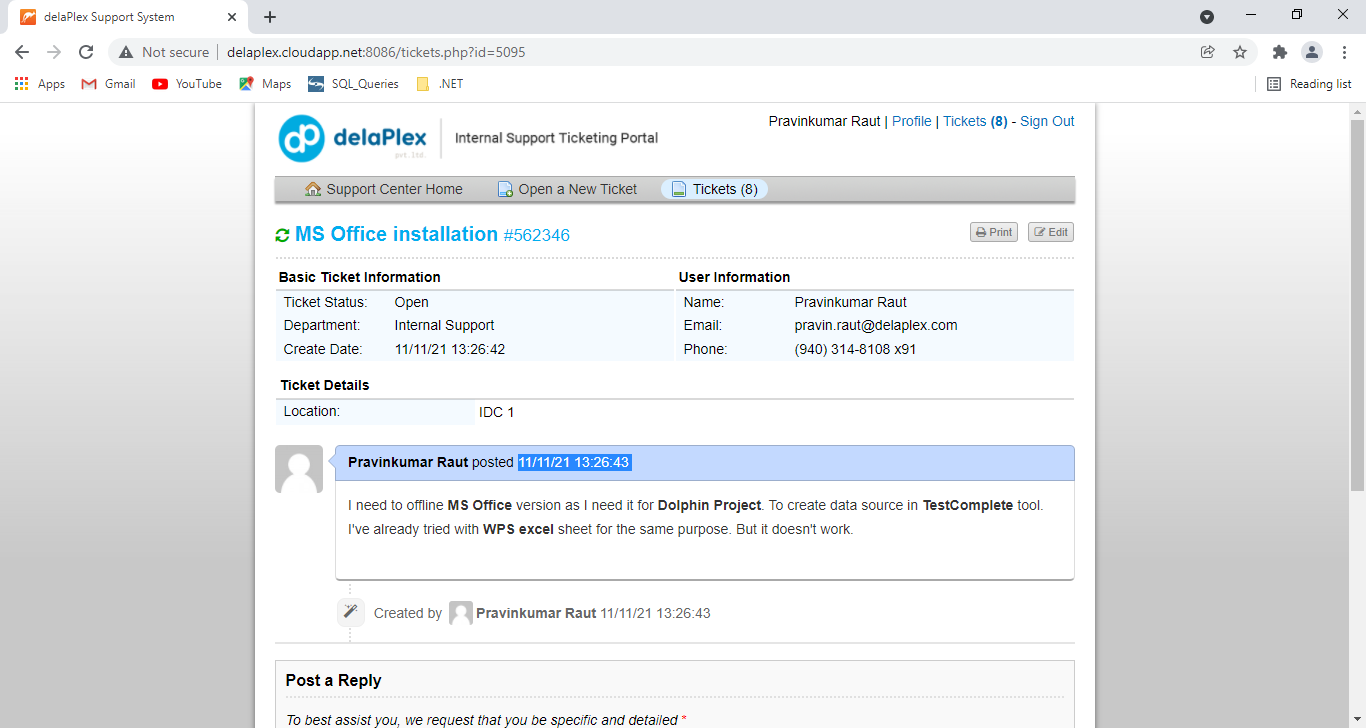 delaPlex Support System
Not secure delaplex.cloudapp.net:8086/tickets.php?id=5095
Apps Gmail YouTube Maps SQL_Queries .NET Reading list
dp delaPlex pvt.ltd. Internal Support Ticketing Portal
Pravinkumar Raut | Profile | Tickets (8) - Sign Out
Support Center Home Open a New Ticket Tickets (8)
MS Office installation #562346 Print Edit
Basic Ticket Information User Information
Ticket Status: Open Name: Pravinkumar Raut
Department: Internal Support Email: pravin.raut@delaplex.com
Create Date: 11/11/21 13:26:42 Phone: (940) 314-8108 x91
Ticket Details
Location: IDC 1
Pravinkumar Raut posted 11/11/21 13:26:43
I need to offline MS Office version as I need it for Dolphin Project. To create data source in TestComplete tool.
I've already tried with WPS excel sheet for the same purpose. But it doesn't work.
Created by Pravinkumar Raut 11/11/21 13:26:43
Post a Reply
To best assist you, we request that you be specific and detailed *